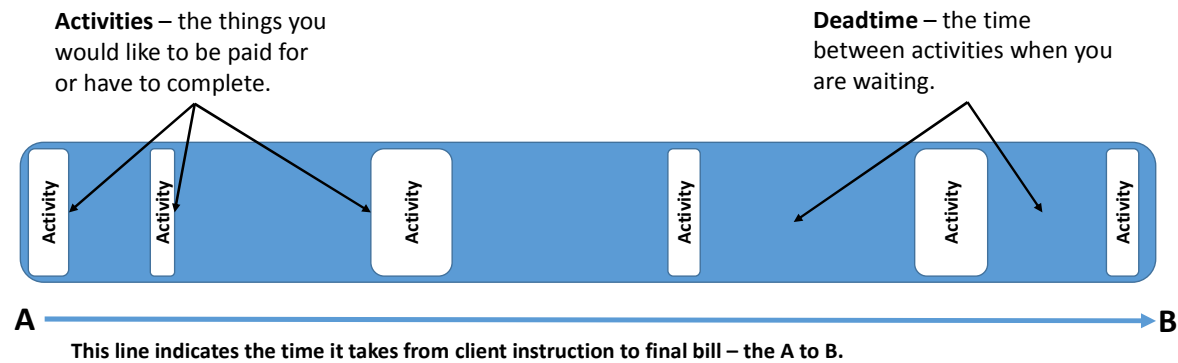 Activities – the things you
would like to be paid for
or have to complete.
Deadtime – the time
between activities when you
are waiting.
Activity
Activity
Activity
Activity
Activity
Activity
A
B
This line indicates the time it takes from client instruction to final bill – the A to B.